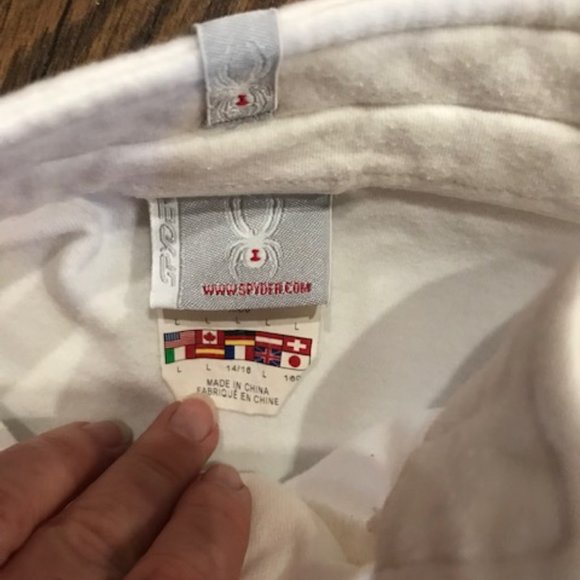 SPYDER
WWW.SPYDER.COM
L L L L L
L L 14/16 L 160
MADE IN CHINA
FABRIQUÉ EN CHINE